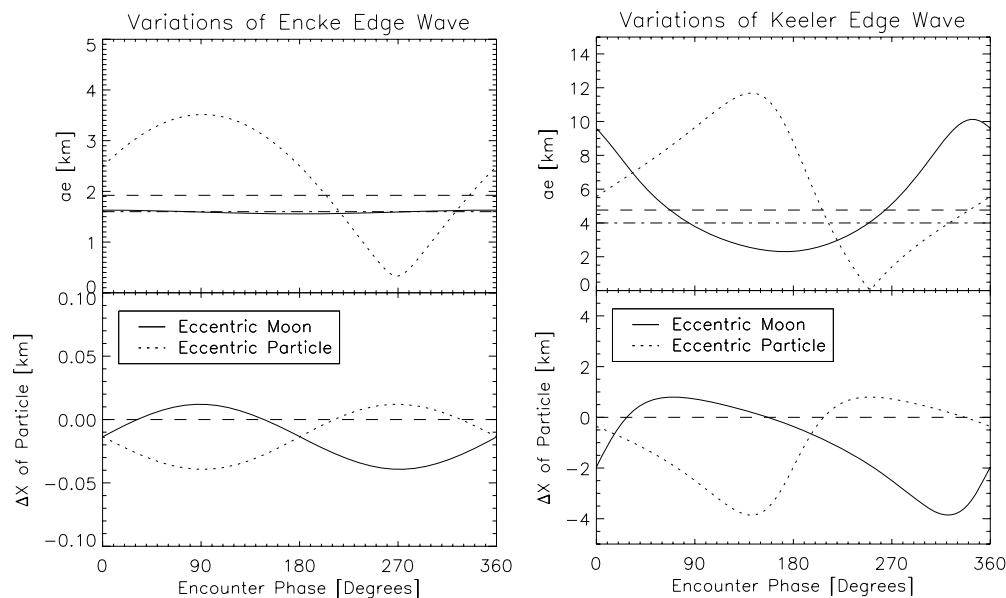 Variations of Encke Edge Wave
5
4
3
2
1
0
ae [km]
0.10
0.05
0.00
−0.05
−0.10
ΔX of Particle [km]
Eccentric Moon
Eccentric Particle
0 90 180 270 360
Encounter Phase [Degrees]
Variations of Keeler Edge Wave
14
12
10
8
6
4
2
0
ae [km]
4
2
0
−2
−4
ΔX of Particle [km]
Eccentric Moon
Eccentric Particle
0 90 180 270 360
Encounter Phase [Degrees]